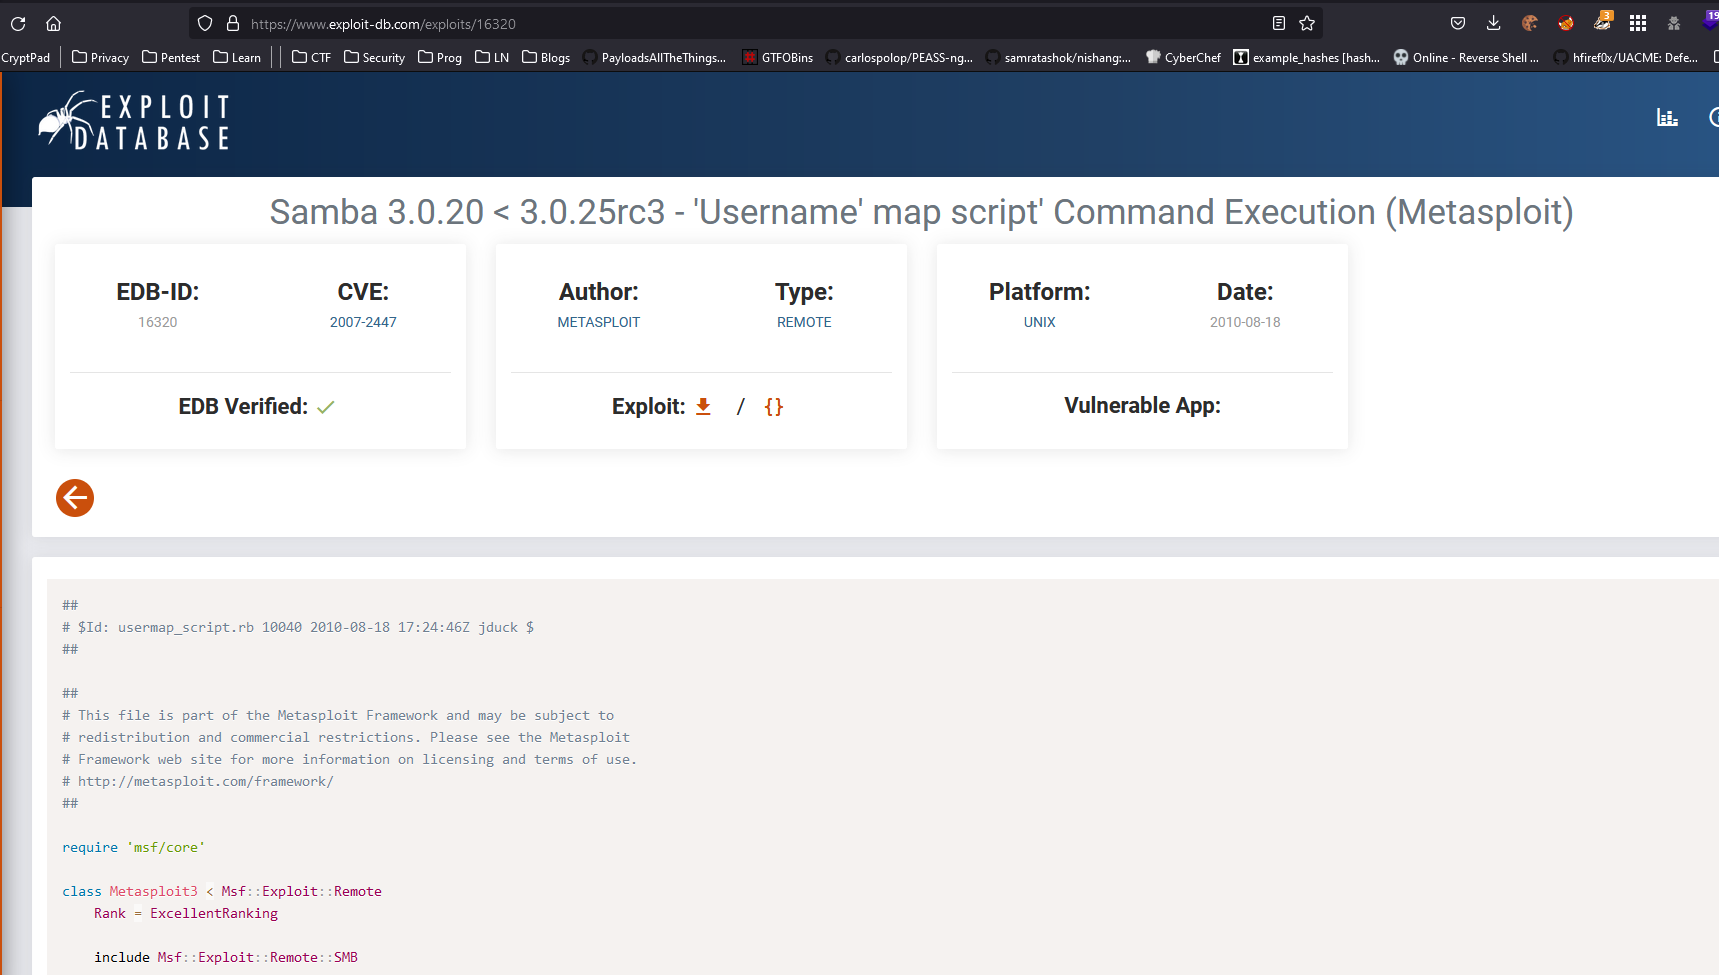 https://www.exploit-db.com/exploits/16320
3
19
CryptPad
Privacy
Pentest
Learn
CTF
Security
Prog
LN
Blogs
PayloadsAllTheThings...
GTFOBins
carlospolop/PEASS-ng...
samratashok/nishang:...
CyberChef
example_hashes [hash...
Online - Reverse Shell ...
hfiref0x/UACME: Defe...
EXPLOIT
DATABASE
Samba 3.0.20 < 3.0.25rc3 - 'Username' map script' Command Execution (Metasploit)
EDB-ID:
16320
CVE:
2007-2447
EDB Verified:
Author:
METASPLOIT
Type:
REMOTE
Exploit: / {}
Platform:
UNIX
Date:
2010-08-18
Vulnerable App:
##
# $Id: usermap_script.rb 10040 2010-08-18 17:24:46Z jduck $
##
##
# This file is part of the Metasploit Framework and may be subject to
# redistribution and commercial restrictions. Please see the Metasploit
# Framework web site for more information on licensing and terms of use.
# http://metasploit.com/framework/
##
require 'msf/core'
class Metasploit3 < Msf::Exploit::Remote
Rank = ExcellentRanking
include Msf::Exploit::Remote::SMB